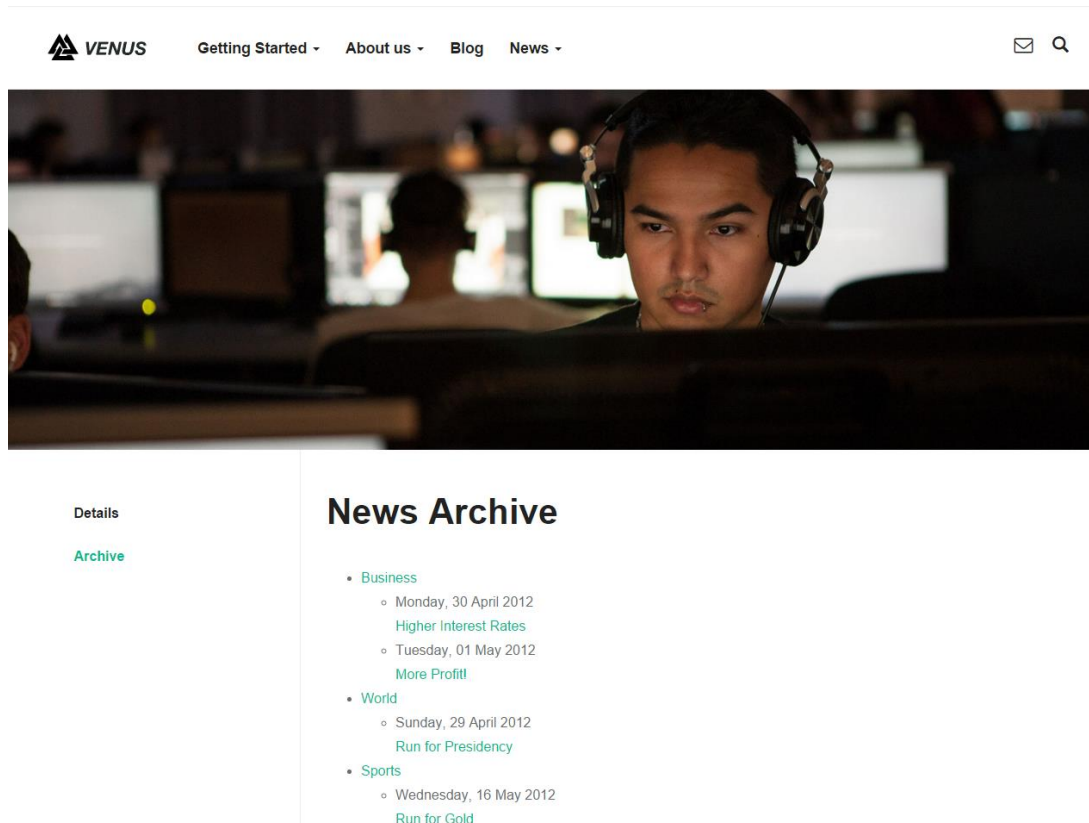 VENUS Getting Started About us Blog News
Details
Archive
News Archive
Business
Monday, 30 April 2012
Higher Interest Rates
Tuesday, 01 May 2012
More Profit!
World
Sunday, 29 April 2012
Run for Presidency
Sports
Wednesday, 16 May 2012
Run for Gold